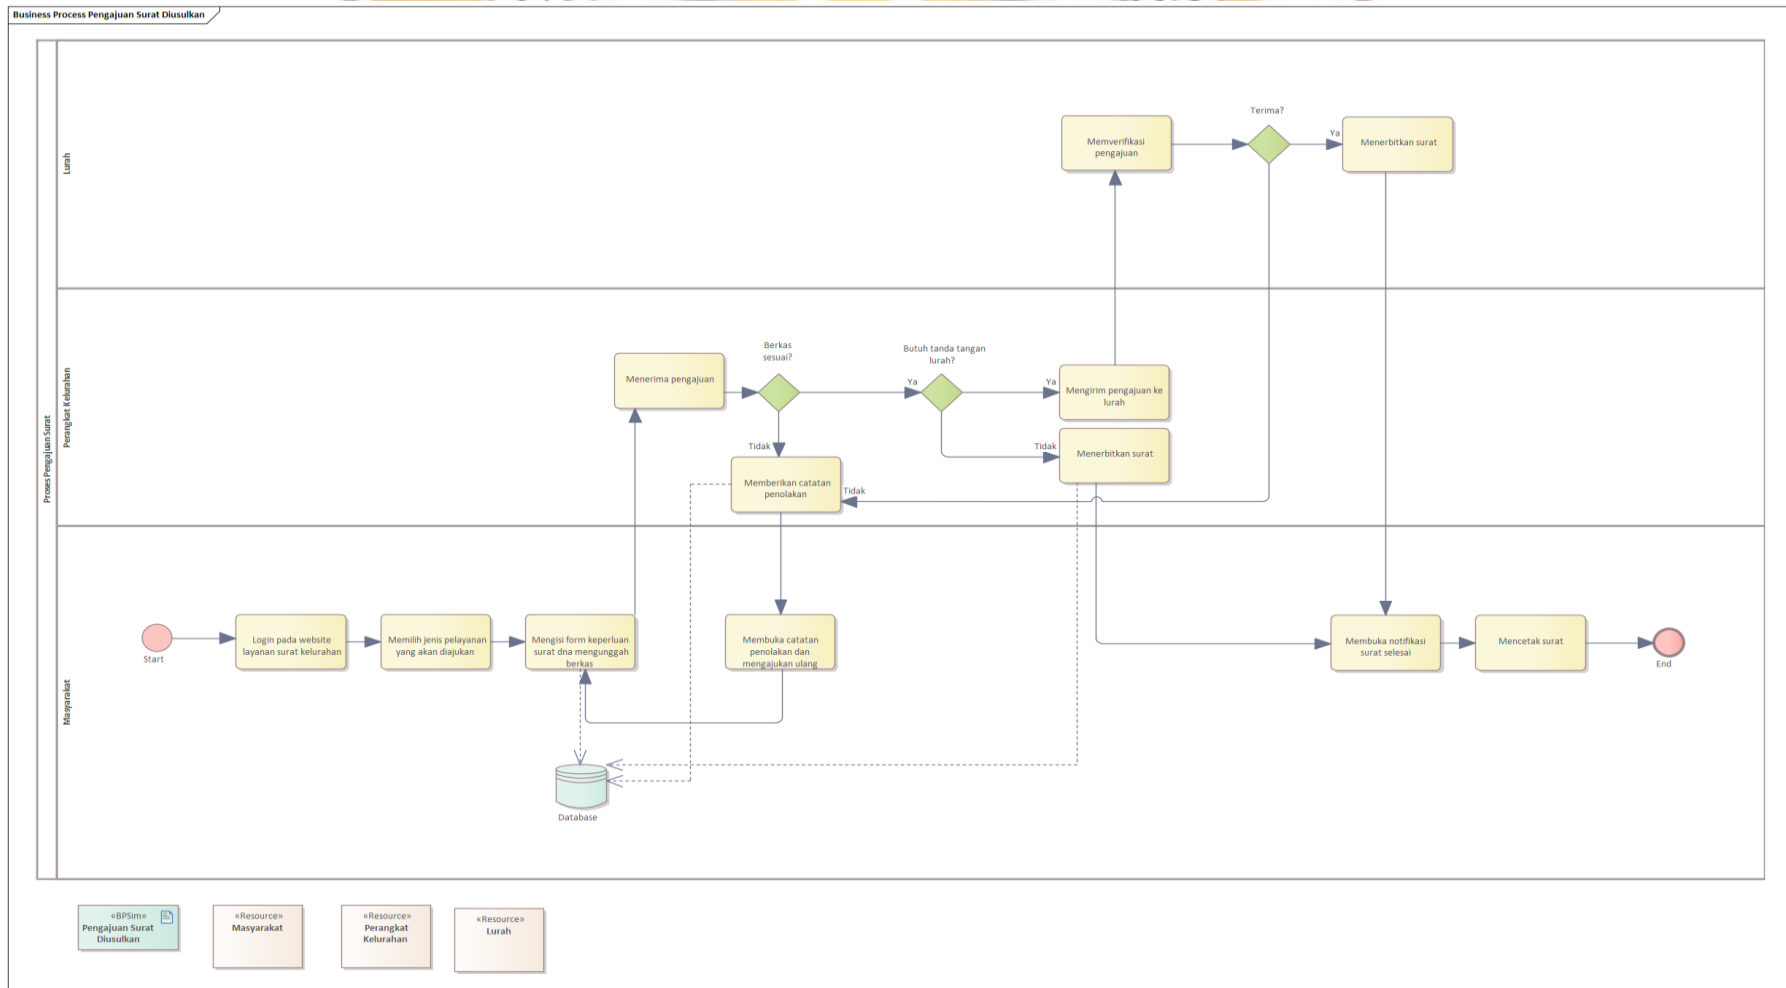 Business Process Pengajuan Surat Diusulkan
Proses Pengajuan Surat
Lurah
Memverifikasi
pengajuan
Terima?
Ya
Menerbitkan surat
Perangkat Kelurahan
Menerima pengajuan
Berkas
sesuai?
Ya
Butuh tanda tangan
lurah?
Ya
Mengirim pengajuan ke
lurah
Tidak
Memberikan catatan
penolakan
Tidak
Tidak
Menerbitkan surat
Masyarakat
Start
Login pada website
layanan surat kelurahan
Memilih jenis pelayanan
yang akan diajukan
Mengisi form keperluan
surat dna mengunggah
berkas
Membuka catatan
penolakan dan
mengajukan ulang
Membuka notifikasi
surat selesai
Mencetak surat
End
Database
«BPSim»
Pengajuan Surat
Diusulkan
«Resource»
Masyarakat
«Resource»
Perangkat
Kelurahan
«Resource»
Lurah